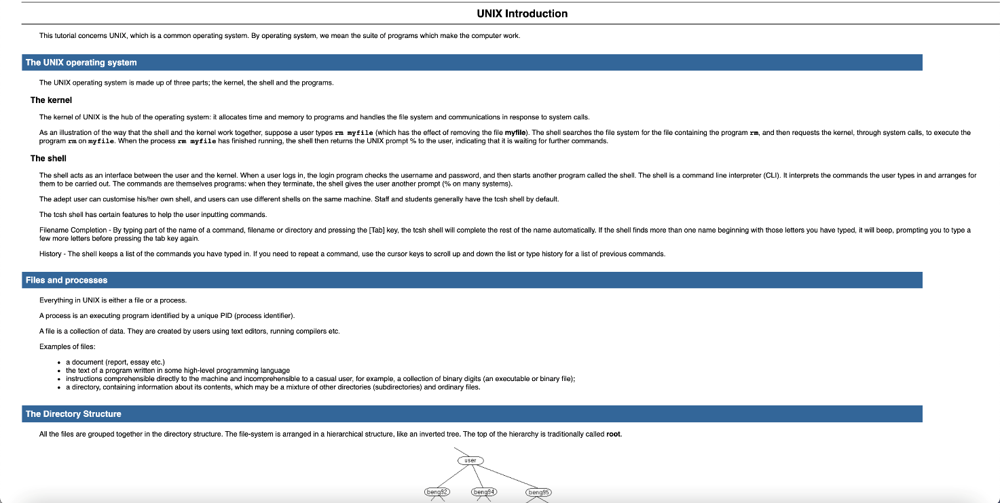 UNIX Introduction
This tutorial concerns UNIX, which is a common operating system. By operating system, we mean the suite of programs which make the computer work.
The UNIX operating system
The UNIX operating system is made up of three parts; the kernel, the shell and the programs.
The kernel
The kernel of UNIX is the hub of the operating system: it allocates time and memory to programs and handles the file system and communications in response to system calls.
As an illustration of the way that the shell and the kernel work together, suppose a user types rm myfile (which has the effect of removing the file myfile). The shell searches the file system for the file containing the program rm, and then requests the kernel, through system calls, to execute the
program rm on myfile. When the process rm myfile has finished running, the shell then returns the UNIX prompt % to the user, indicating that it is waiting for further commands.
The shell
The shell acts as an interface between the user and the kernel. When a user logs in, the login program checks the username and password, and then starts another program called the shell. The shell is a command line interpreter (CLI). It interprets the commands the user types in and arranges for
them to be carried out. The commands are themselves programs: when they terminate, the shell gives the user another prompt (% on many systems).
The adept user can customise his/her own shell, and users can use different shells on the same machine. Staff and students generally have the tcsh shell by default.
The tcsh shell has certain features to help the user inputting commands.
Filename Completion - By typing part of the name of a command, filename or directory and pressing the [Tab] key, the tcsh shell will complete the rest of the name automatically. If the shell finds more than one name beginning with those letters you have typed, it will beep, prompting you to type a
few more letters before pressing the tab key again.
History - The shell keeps a list of the commands you have typed in. If you need to repeat a command, use the cursor keys to scroll up and down the list or type history for a list of previous commands.
Files and processes
Everything in UNIX is either a file or a process.
A process is an executing program identified by a unique PID (process identifier).
A file is a collection of data. They are created by users using text editors, running compilers etc.
Examples of files:
• a document (report, essay etc.)
• the text of a program written in some high-level programming language
• instructions comprehensible directly to the machine and incomprehensible to a casual user, for example, a collection of binary digits (an executable or binary file);
• a directory, containing information about its contents, which may be a mixture of other directories (subdirectories) and ordinary files.
The Directory Structure
All the files are grouped together in the directory structure. The file-system is arranged in a hierarchical structure, like an inverted tree. The top of the hierarchy is traditionally called root.
user
beng92 beng94 beng95